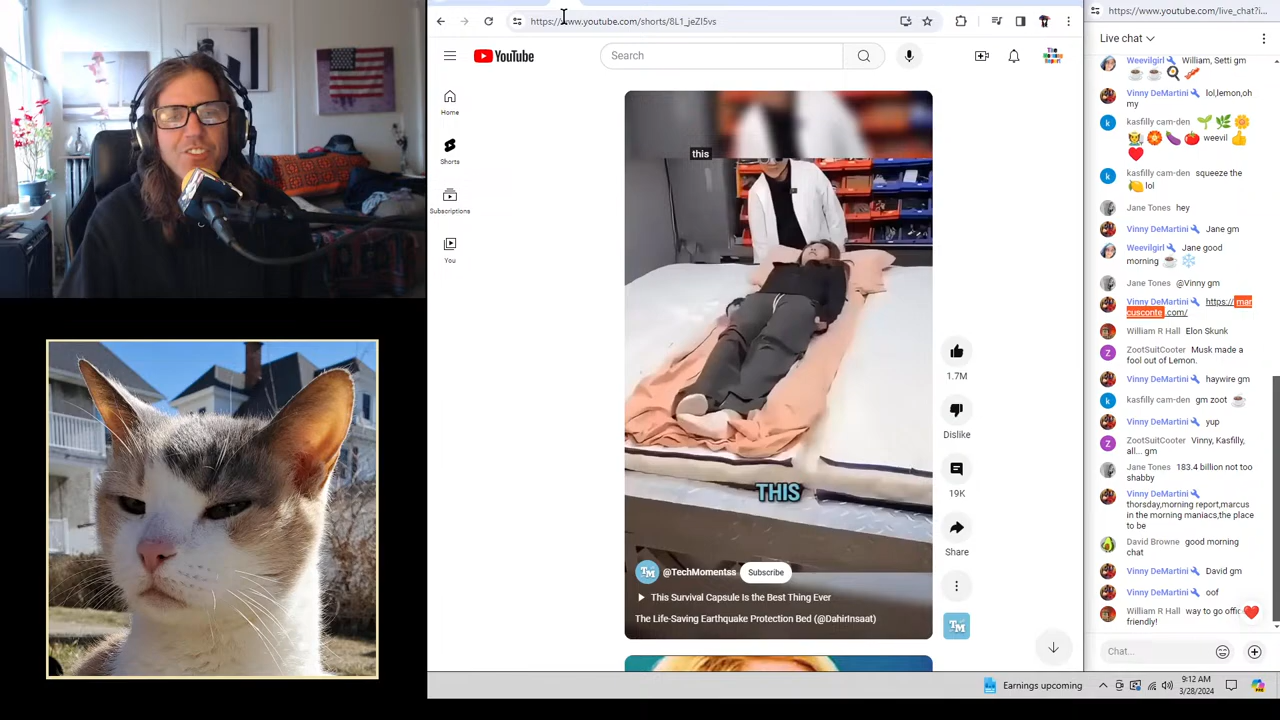 https://www.youtube.com/shorts/8L1_jeZI5vs
YouTube
Search
Home
Shorts
Subscriptions
You
this
THIS
@TechMomentss Subscribe
This Survival Capsule Is the Best Thing Ever
The Life-Saving Earthquake Protection Bed (@DahirInsaat)
1.7M
Dislike
19K
Share
TM
https://www.youtube.com/live_chat?i...
Live chat
Weevilgirl William, Setti gm
Vinny DeMartini lol,lemon,oh
my
kasfilly cam-den
weevil
kasfilly cam-den squeeze the
lol
Jane Tones hey
Vinny DeMartini Jane gm
Weevilgirl Jane good
morning
Jane Tones @Vinny gm
Vinny DeMartini https://mar
cusconte.com/
William R Hall Elon Skunk
ZootSuitCooter Musk made a
fool out of Lemon.
Vinny DeMartini haywire gm
kasfilly cam-den gm zoot
Vinny DeMartini yup
ZootSuitCooter Vinny, Kasfilly,
all... gm
Jane Tones 183.4 billion not too
shabby
Vinny DeMartini
thorsday,morning report,marcus
in the morning maniacs,the place
to be
David Browne good morning
chat
Vinny DeMartini David gm
Vinny DeMartini oof
William R Hall way to go offic
friendly!
Chat...
Earnings upcoming
9:12 AM
3/28/2024